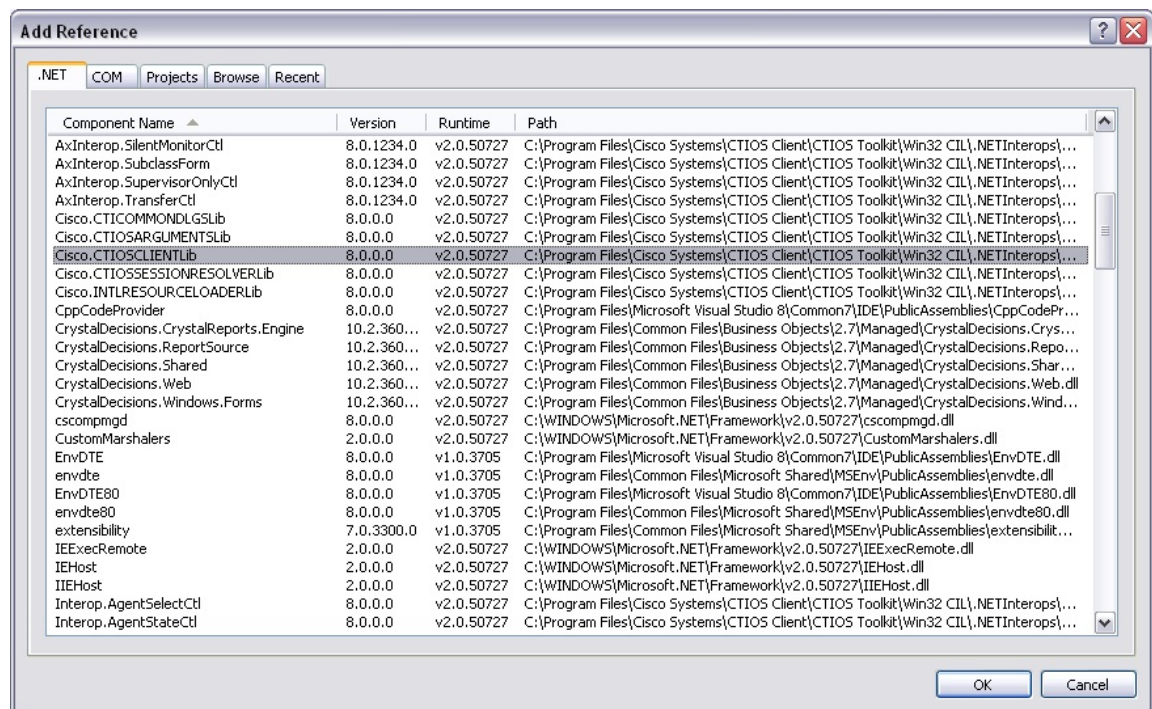 Add Reference
.NET COM Projects Browse Recent
Component Name Version Runtime Path
AxInterop.SilentMonitorCtl 8.0.1234.0 v2.0.50727 C:\Program Files\Cisco Systems\CTIOS Client\CTIOS Toolkit\Win32 CIL\.NETInterops\...
AxInterop.SubclassForm 8.0.1234.0 v2.0.50727 C:\Program Files\Cisco Systems\CTIOS Client\CTIOS Toolkit\Win32 CIL\.NETInterops\...
AxInterop.SupervisorOnlyCtl 8.0.1234.0 v2.0.50727 C:\Program Files\Cisco Systems\CTIOS Client\CTIOS Toolkit\Win32 CIL\.NETInterops\...
AxInterop.TransferCtl 8.0.1234.0 v2.0.50727 C:\Program Files\Cisco Systems\CTIOS Client\CTIOS Toolkit\Win32 CIL\.NETInterops\...
Cisco.CTICOMMONDLGSLib 8.0.0.0 v2.0.50727 C:\Program Files\Cisco Systems\CTIOS Client\CTIOS Toolkit\Win32 CIL\.NETInterops\...
Cisco.CTIOSARGUMENTSLib 8.0.0.0 v2.0.50727 C:\Program Files\Cisco Systems\CTIOS Client\CTIOS Toolkit\Win32 CIL\.NETInterops\...
Cisco.CTIOSCLIENTLib 8.0.0.0 v2.0.50727 C:\Program Files\Cisco Systems\CTIOS Client\CTIOS Toolkit\Win32 CIL\.NETInterops\...
Cisco.CTIOSSESSIONRESOLVERLib 8.0.0.0 v2.0.50727 C:\Program Files\Cisco Systems\CTIOS Client\CTIOS Toolkit\Win32 CIL\.NETInterops\...
Cisco.INTLRESOURCELOADERLib 8.0.0.0 v2.0.50727 C:\Program Files\Cisco Systems\CTIOS Client\CTIOS Toolkit\Win32 CIL\.NETInterops\...
CppCodeProvider 8.0.0.0 v2.0.50727 C:\Program Files\Microsoft Visual Studio 8\Common7\IDE\PublicAssemblies\CppCodePr...
CrystalDecisions.CrystalReports.Engine 10.2.360... v2.0.50727 C:\Program Files\Common Files\Business Objects\2.7\Managed\CrystalDecisions.Crys...
CrystalDecisions.ReportSource 10.2.360... v2.0.50727 C:\Program Files\Common Files\Business Objects\2.7\Managed\CrystalDecisions.Repo...
CrystalDecisions.Shared 10.2.360... v2.0.50727 C:\Program Files\Common Files\Business Objects\2.7\Managed\CrystalDecisions.Shar...
CrystalDecisions.Web 10.2.360... v2.0.50727 C:\Program Files\Common Files\Business Objects\2.7\Managed\CrystalDecisions.Web.dll
CrystalDecisions.Windows.Forms 10.2.360... v2.0.50727 C:\Program Files\Common Files\Business Objects\2.7\Managed\CrystalDecisions.Wind...
cscompmgd 8.0.0.0 v2.0.50727 C:\WINDOWS\Microsoft.NET\Framework\v2.0.50727\cscompmgd.dll
CustomMarshalers 2.0.0.0 v2.0.50727 C:\WINDOWS\Microsoft.NET\Framework\v2.0.50727\CustomMarshalers.dll
EnvDTE 8.0.0.0 v1.0.3705 C:\Program Files\Microsoft Visual Studio 8\Common7\IDE\PublicAssemblies\EnvDTE.dll
envdte 8.0.0.0 v1.0.3705 C:\Program Files\Common Files\Microsoft Shared\MSEnv\PublicAssemblies\envdte.dll
EnvDTE80 8.0.0.0 v1.0.3705 C:\Program Files\Microsoft Visual Studio 8\Common7\IDE\PublicAssemblies\EnvDTE80.dll
envdte80 8.0.0.0 v1.0.3705 C:\Program Files\Common Files\Microsoft Shared\MSEnv\PublicAssemblies\envdte80.dll
extensibility 7.0.3300.0 v1.0.3705 C:\Program Files\Common Files\Microsoft Shared\MSEnv\PublicAssemblies\extensibilit...
IEExecRemote 2.0.0.0 v2.0.50727 C:\WINDOWS\Microsoft.NET\Framework\v2.0.50727\IEExecRemote.dll
IEHost 2.0.0.0 v2.0.50727 C:\WINDOWS\Microsoft.NET\Framework\v2.0.50727\IEHost.dll
IIEHost 2.0.0.0 v2.0.50727 C:\WINDOWS\Microsoft.NET\Framework\v2.0.50727\IIEHost.dll
Interop.AgentSelectCtl 8.0.0.0 v2.0.50727 C:\Program Files\Cisco Systems\CTIOS Client\CTIOS Toolkit\Win32 CIL\.NETInterops\...
Interop.AgentStateCtl 8.0.0.0 v2.0.50727 C:\Program Files\Cisco Systems\CTIOS Client\CTIOS Toolkit\Win32 CIL\.NETInterops\...
OK Cancel